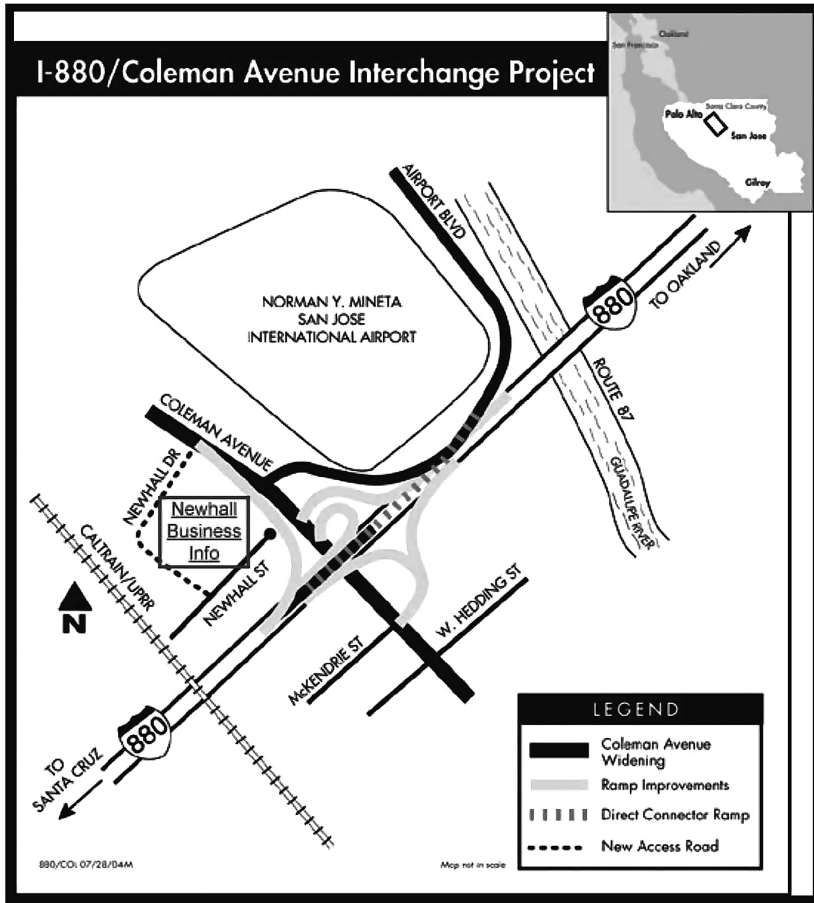 I-880/Coleman Avenue Interchange Project
Oakland
San Francisco
Santa Clara County
Palo Alto
San Jose
Gilroy
AIRPORT BLVD
NORMAN Y. MINETA
SAN JOSE
INTERNATIONAL AIRPORT
880
TO OAKLAND
ROUTE 87
GUADALUPE RIVER
COLEMAN AVENUE
NEWHALL DR
Newhall
Business
Info
CALTRAIN/UPRR
NEWHALL ST
N
W. HEDDING ST
McKENDRIE ST
880
TO
SANTA CRUZ
LEGEND
Coleman Avenue
Widening
Ramp Improvements
Direct Connector Ramp
New Access Road
880/COL 07/28/04M
Map not in scale